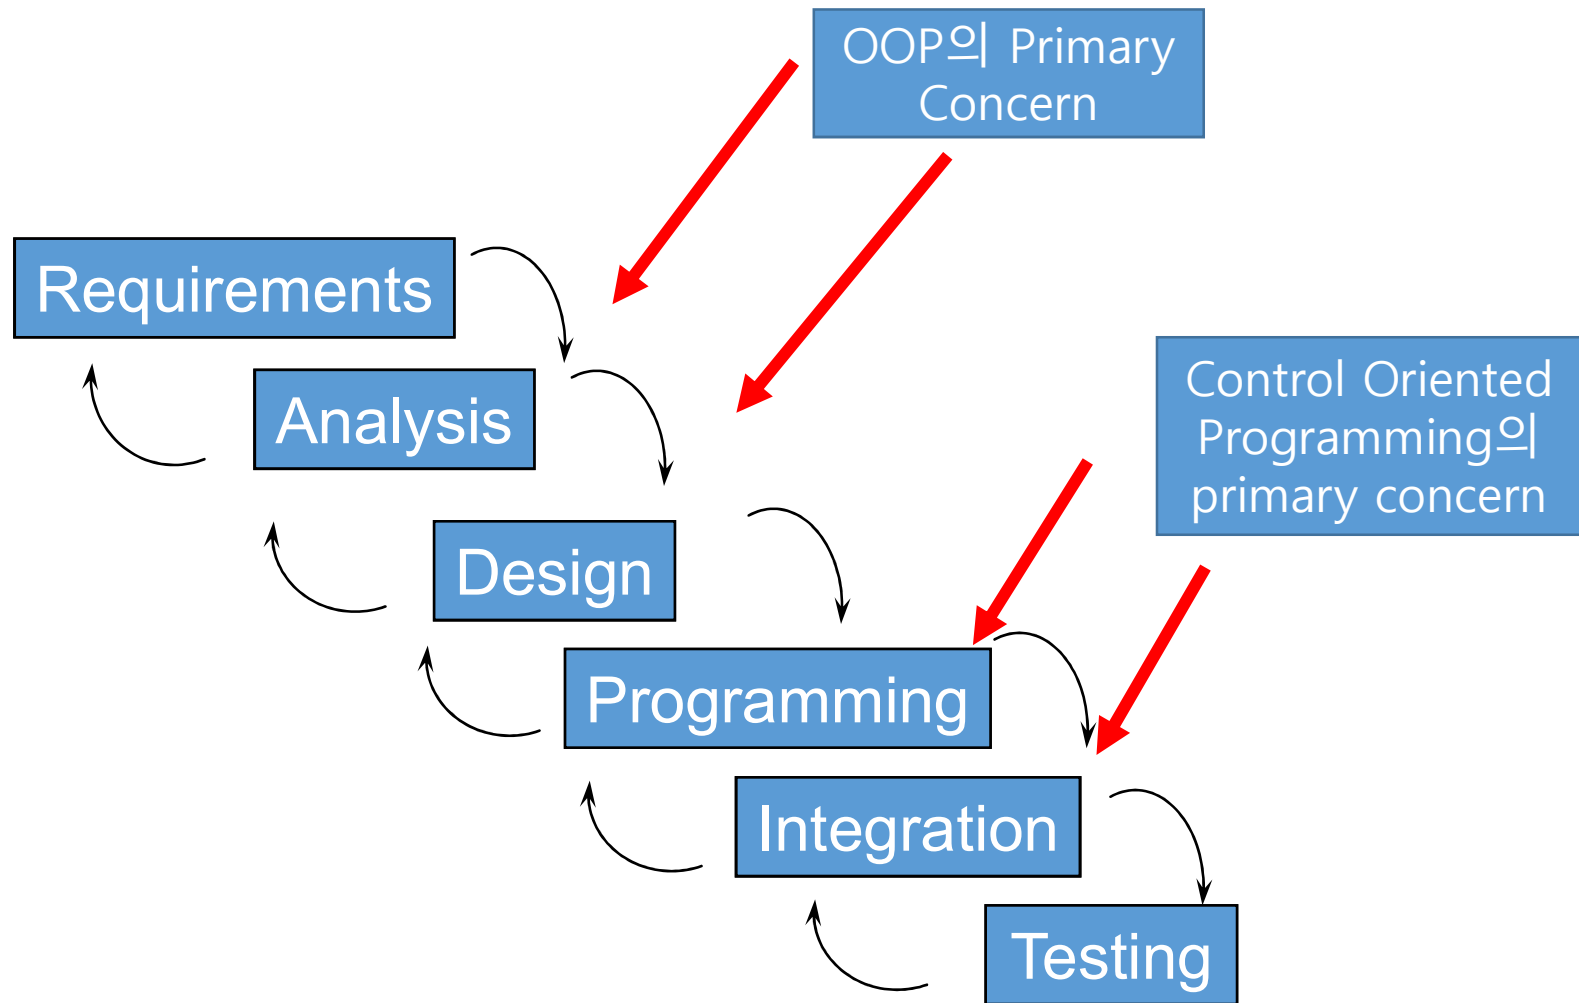 OOP의 Primary
Concern
Requirements
Analysis
Control Oriented
Programming의
primary concern
Design
Programming
Integration
Testing